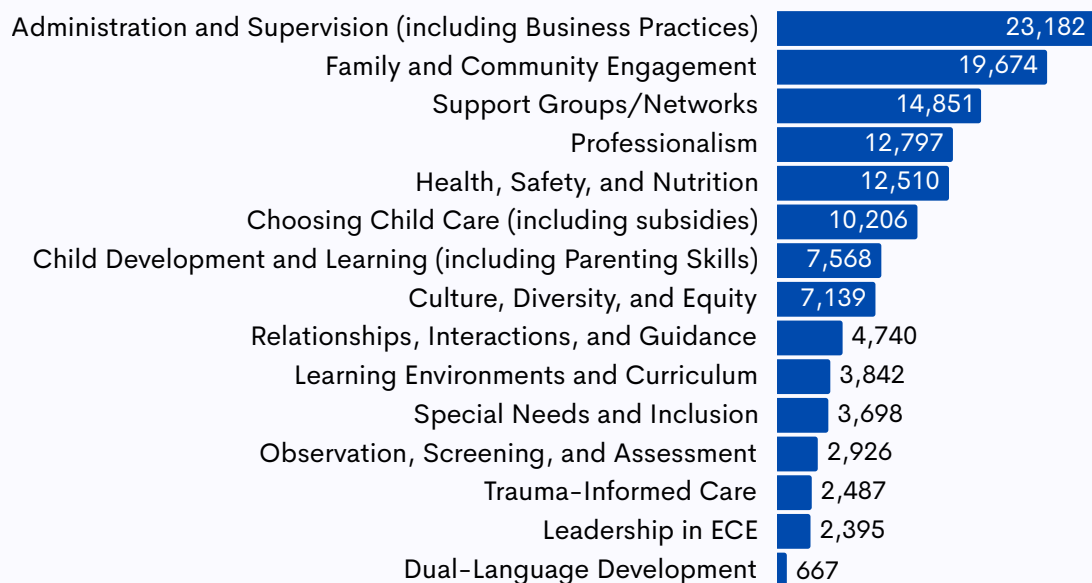 Administration and Supervision (including Business Practices) 23,182
Family and Community Engagement 19,674
Support Groups/Networks 14,851
Professionalism 12,797
Health, Safety, and Nutrition 12,510
Choosing Child Care (including subsidies) 10,206
Child Development and Learning (including Parenting Skills) 7,568
Culture, Diversity, and Equity 7,139
Relationships, Interactions, and Guidance 4,740
Learning Environments and Curriculum 3,842
Special Needs and Inclusion 3,698
Observation, Screening, and Assessment 2,926
Trauma-Informed Care 2,487
Leadership in ECE 2,395
Dual-Language Development 667